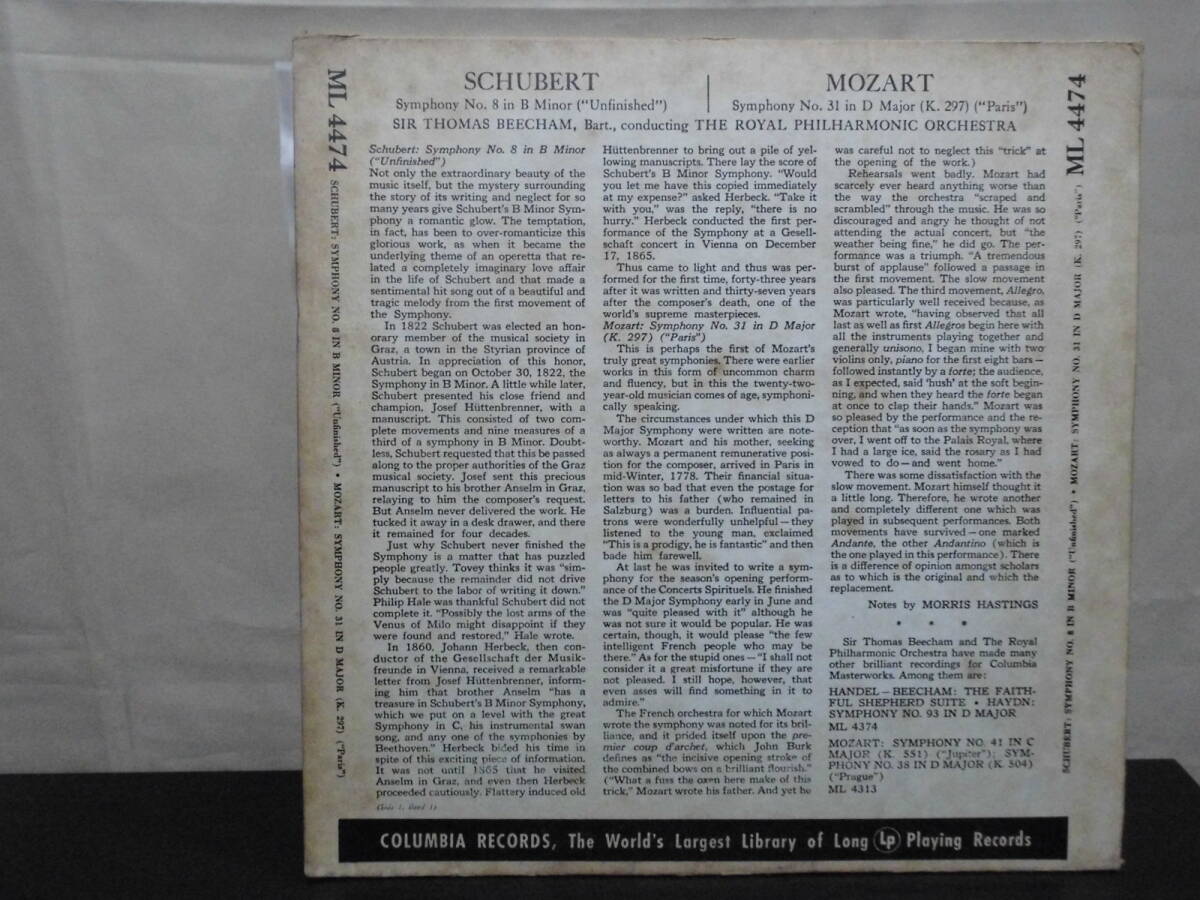 SCHUBERT
Symphony No. 8 in B Minor ("Unfinished")
MOZART
Symphony No. 31 in D Major (K. 297) ("Paris")
SIR THOMAS BEECHAM, Bart., conducting THE ROYAL PHILHARMONIC ORCHESTRA
ML 4474 SCHUBERT: SYMPHONY NO. 8 IN B MINOR ("Unfinished") • MOZART: SYMPHONY NO. 31 IN D MAJOR (K. 297) ("Paris")
Schubert: Symphony No. 8 in B Minor
("Unfinished")
Not only the extraordinary beauty of the
music itself, but the mystery surrounding
the story of its writing and neglect for so
many years give Schubert's B Minor Sym-
phony a romantic glow. The temptation,
in fact, has been to over-romanticize this
glorious work, as when it became the
underlying theme of an operetta that re-
lated a completely imaginary love affair
in the life of Schubert and that made a
sentimental hit song out of a beautiful and
tragic melody from the first movement of
the Symphony.
In 1822 Schubert was elected an hon-
orary member of the musical society in
Graz, a town in the Styrian province of
Austria. In appreciation of this honor,
Schubert began on October 30, 1822, the
Symphony in B Minor. A little while later,
Schubert presented his close friend and
champion, Josef Hüttenbrenner, with a
manuscript. This consisted of two com-
plete movements and nine measures of a
third of a symphony in B Minor. Doubt-
less, Schubert requested that this be passed
along to the proper authorities of the Graz
musical society. Josef sent this precious
manuscript to his brother Anselm in Graz,
relaying to him the composer's request.
But Anselm never delivered the work. He
tucked it away in a desk drawer, and there
it remained for four decades.
Just why Schubert never finished the
Symphony is a matter that has puzzled
people greatly. Tovey thinks it was "sim-
ply because the remainder did not drive
Schubert to the labor of writing it down."
Philip Hale was thankful Schubert did not
complete it. "Possibly the lost arms of the
Venus of Milo might disappoint if they
were found and restored," Hale wrote.
In 1860, Johann Herbeck, then con-
ductor of the Gesellschaft der Musik-
freunde in Vienna, received a remarkable
letter from Josef Hüttenbrenner, inform-
ing him that brother Anselm "has a
treasure in Schubert's B Minor Symphony,
which we put on a level with the great
Symphony in C, his instrumental swan
song, and any one of the symphonies by
Beethoven." Herbeck bided his time in
spite of this exciting piece of information.
It was not until 1865 that he visited
Anselm in Graz, and even then Herbeck
proceeded cautiously. Flattery induced old
(Side 1, Band 1)
Hüttenbrenner to bring out a pile of yel-
lowing manuscripts. There lay the score of
Schubert's B Minor Symphony. "Would
you let me have this copied immediately
at my expense?" asked Herbeck. "Take it
with you," was the reply, "there is no
hurry." Herbeck conducted the first per-
formance of the Symphony at a Gesell-
schaft concert in Vienna on December
17, 1865.
Thus came to light and thus was per-
formed for the first time, forty-three years
after it was written and thirty-seven years
after the composer's death, one of the
world's supreme masterpieces.
Mozart: Symphony No. 31 in D Major
(K. 297) ("Paris")
This is perhaps the first of Mozart's
truly great symphonies. There were earlier
works in this form of uncommon charm
and fluency, but in this the twenty-two-
year-old musician comes of age, symphoni-
cally speaking.
The circumstances under which this D
Major Symphony were written are note-
worthy. Mozart and his mother, seeking
as always a permanent remunerative posi-
tion for the composer, arrived in Paris in
mid-Winter, 1778. Their financial situa-
tion was so bad that even the postage for
letters to his father (who remained in
Salzburg) was a burden. Influential pa-
trons were wonderfully unhelpful—they
listened to the young man, exclaimed
"This is a prodigy, he is fantastic" and then
bade him farewell.
At last he was invited to write a sym-
phony for the season's opening perform-
ance of the Concerts Spirituels. He finished
the D Major Symphony early in June and
was "quite pleased with it" although he
was not sure it would be popular. He was
certain, though, it would please "the few
intelligent French people who may be
there." As for the stupid ones—"I shall not
consider it a great misfortune if they are
not pleased. I still hope, however, that
even asses will find something in it to
admire."
The French orchestra for which Mozart
wrote the symphony was noted for its bril-
liance, and it prided itself upon the pre-
mier coup d'archet, which John Burk
defines as "the incisive opening stroke of
the combined bows on a brilliant flourish."
("What a fuss the oxen here make of this
trick," Mozart wrote his father. And yet he
was careful not to neglect this "trick" at
the opening of the work.)
Rehearsals went badly. Mozart had
scarcely ever heard anything worse than
the way the orchestra "scraped and
scrambled" through the music. He was so
discouraged and angry he thought of not
attending the actual concert, but "the
weather being fine," he did go. The per-
formance was a triumph. "A tremendous
burst of applause" followed a passage in
the first movement. The slow movement
also pleased. The third movement, Allegro,
was particularly well received because, as
Mozart wrote, "having observed that all
last as well as first Allegros begin here with
all the instruments playing together and
generally unisono, I began mine with two
violins only, piano for the first eight bars—
followed instantly by a forte; the audience,
as I expected, said 'hush' at the soft begin-
ning, and when they heard the forte began
at once to clap their hands." Mozart was
so pleased by the performance and the re-
ception that "as soon as the symphony was
over, I went off to the Palais Royal, where
I had a large ice, said the rosary as I had
vowed to do—and went home."
There was some dissatisfaction with the
slow movement. Mozart himself thought it
a little long. Therefore, he wrote another
and completely different one which was
played in subsequent performances. Both
movements have survived—one marked
Andante, the other Andantino (which is
the one played in this performance). There
is a difference of opinion amongst scholars
as to which is the original and which the
replacement.
Notes by MORRIS HASTINGS
* * *
Sir Thomas Beecham and The Royal
Philharmonic Orchestra have made many
other brilliant recordings for Columbia
Masterworks. Among them are:
HANDEL–BEECHAM: THE FAITH-
FUL SHEPHERD SUITE • HAYDN:
SYMPHONY NO. 93 IN D MAJOR
ML 4374
MOZART: SYMPHONY NO. 41 IN C
MAJOR (K. 551) ("Jupiter"); SYM-
PHONY NO. 38 IN D MAJOR (K. 504)
("Prague")
ML 4313
SCHUBERT: SYMPHONY NO. 8 IN B MINOR ("Unfinished") • MOZART: SYMPHONY NO. 31 IN D MAJOR (K. 297) ("Paris") ML 4474
COLUMBIA RECORDS, The World's Largest Library of Long Lp Playing Records